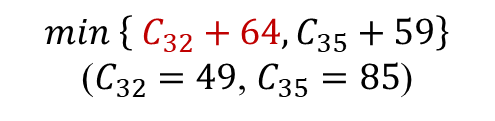 min { C₃₂ + 64, C₃₅ + 59}
(C₃₂ = 49, C₃₅ = 85)